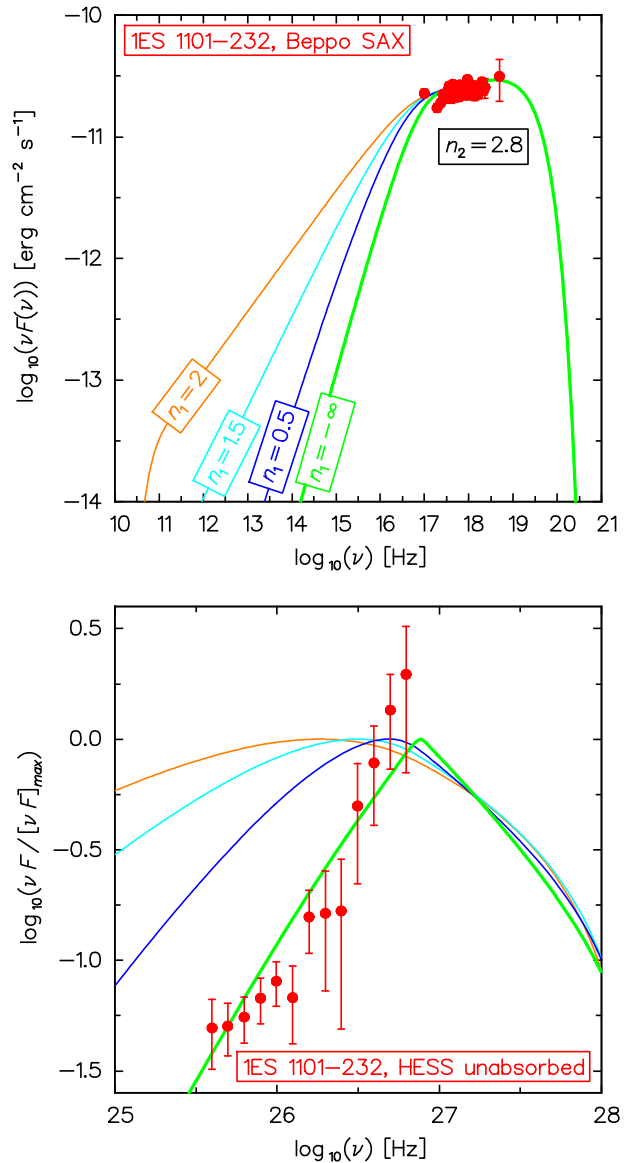 1ES 1101−232, Beppo SAX
−10
−11
−12
−13
−14
log₁₀(νF(ν)) [erg cm⁻² s⁻¹]
n₂ = 2.8
n₁ = 2
n₁ = 1.5
n₁ = 0.5
n₁ = −∞
10 11 12 13 14 15 16 17 18 19 20 21
log₁₀(ν) [Hz]
0.5
0.0
−0.5
−1.0
−1.5
log₁₀(ν F / [ν F]ₘₐₓ)
1ES 1101−232, HESS unabsorbed
25 26 27 28
log₁₀(ν) [Hz]